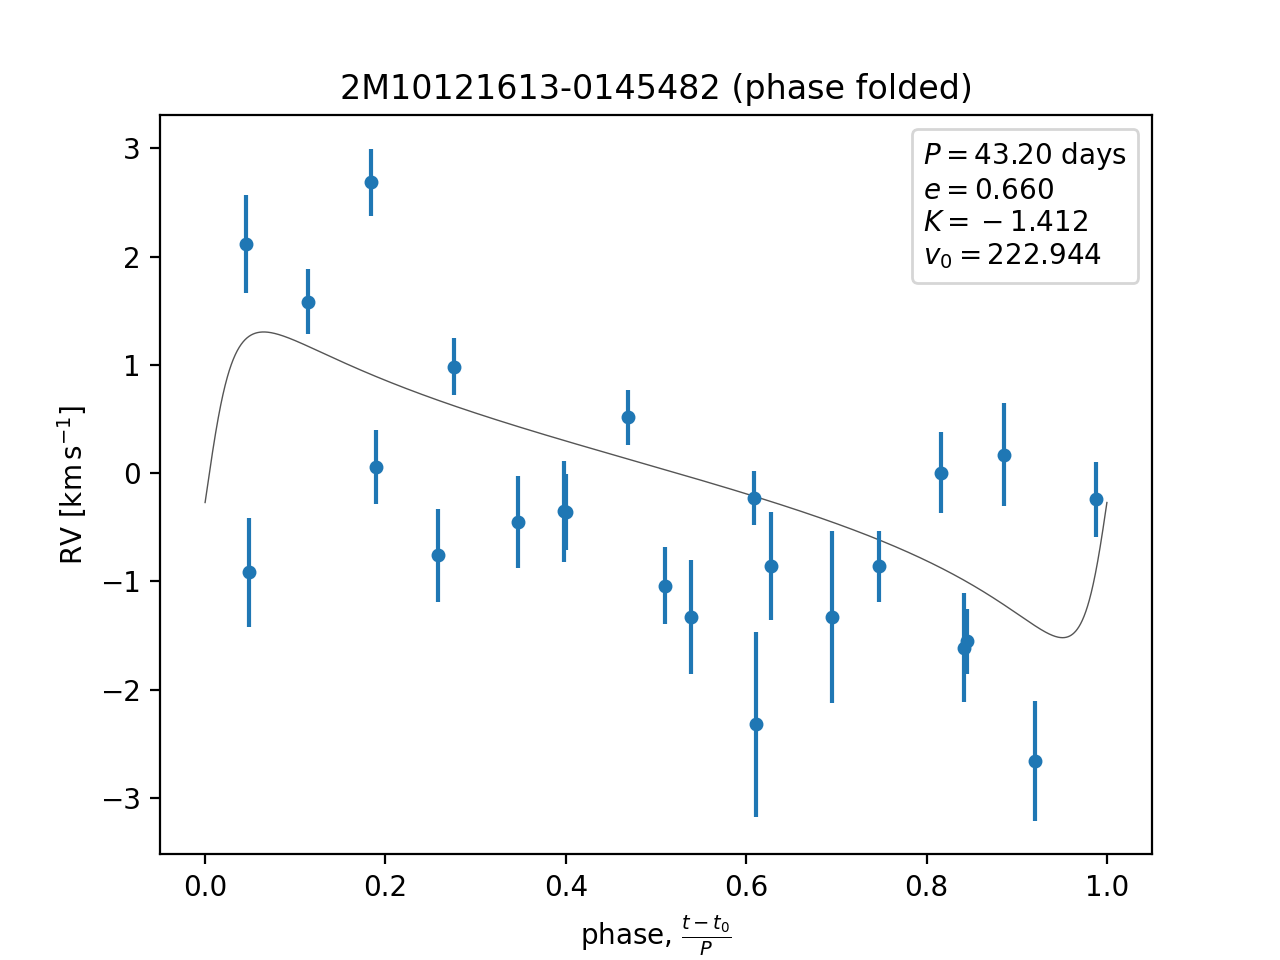 2M10121613-0145482 (phase folded)
P = 43.20 days
e = 0.660
K = −1.412
v₀ = 222.944
RV [km s⁻¹]
3
2
1
0
−1
−2
−3
0.0 0.2 0.4 0.6 0.8 1.0
phase, (t − t₀)/P